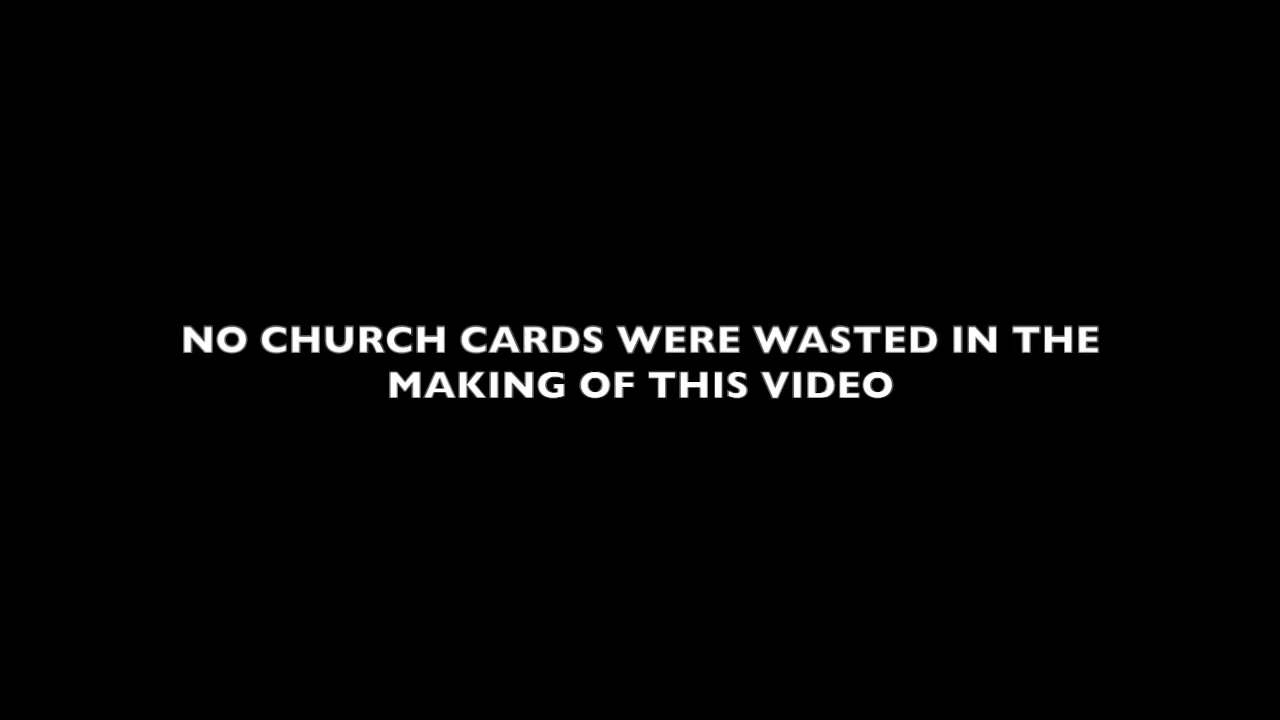 NO CHURCH CARDS WERE WASTED IN THE
MAKING OF THIS VIDEO